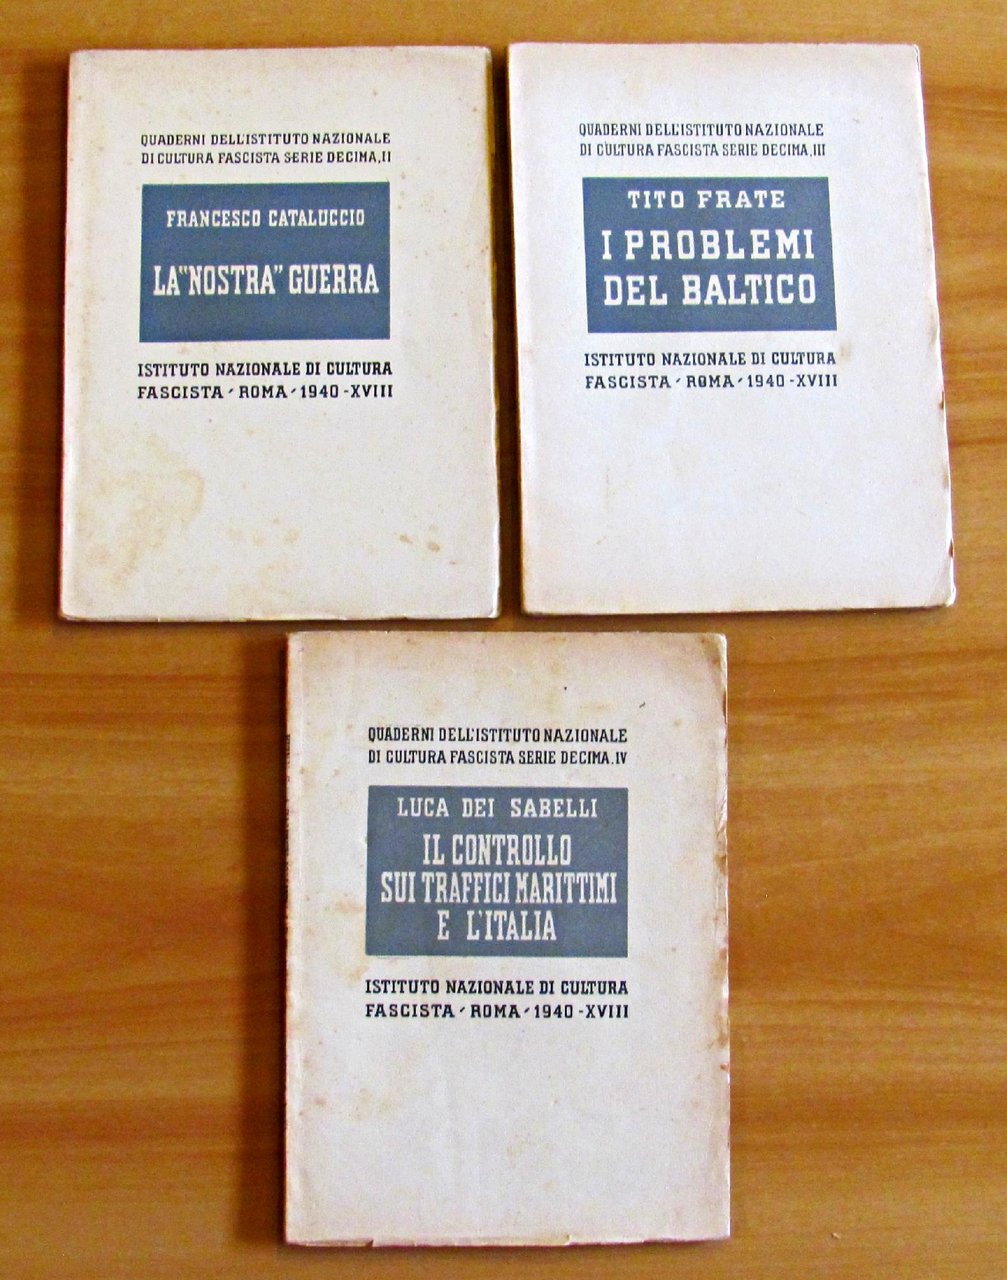 QUADERNI DELL'ISTITUTO NAZIONALE
DI CULTURA FASCISTA SERIE DECIMA, II
FRANCESCO CATALUCCIO
LA "NOSTRA" GUERRA
ISTITUTO NAZIONALE DI CULTURA
FASCISTA - ROMA - 1940 - XVIII
QUADERNI DELL'ISTITUTO NAZIONALE
DI CULTURA FASCISTA SERIE DECIMA, III
TITO FRATE
I PROBLEMI
DEL BALTICO
ISTITUTO NAZIONALE DI CULTURA
FASCISTA - ROMA - 1940 - XVIII
QUADERNI DELL'ISTITUTO NAZIONALE
DI CULTURA FASCISTA SERIE DECIMA, IV
LUCA DEI SABELLI
IL CONTROLLO
SUI TRAFFICI MARITTIMI
E L'ITALIA
ISTITUTO NAZIONALE DI CULTURA
FASCISTA - ROMA - 1940 - XVIII